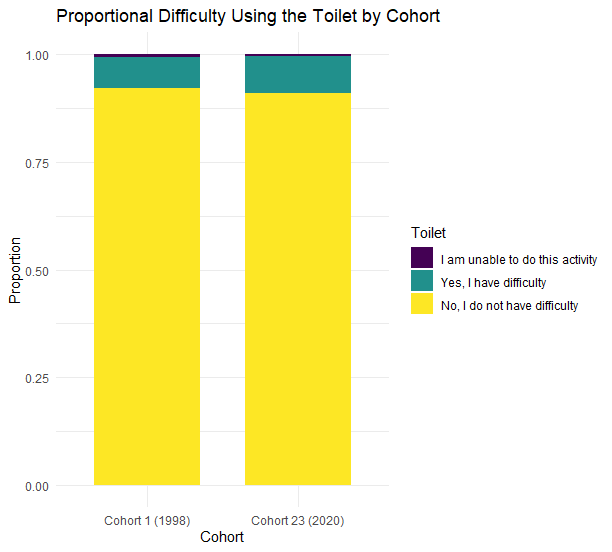 Proportional Difficulty Using the Toilet by Cohort
1.00
0.75
0.50
0.25
0.00
Proportion
Cohort 1 (1998)
Cohort 23 (2020)
Cohort
Toilet
I am unable to do this activity
Yes, I have difficulty
No, I do not have difficulty